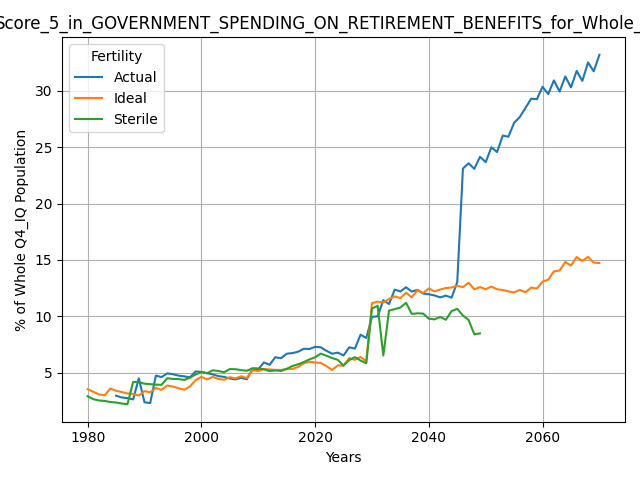 Score_5_in_GOVERNMENT_SPENDING_ON_RETIREMENT_BENEFITS_for_Whole_
Fertility
Actual
Ideal
Sterile
% of Whole Q4_IQ Population
30
25
20
15
10
5
1980
2000
2020
2040
2060
Years